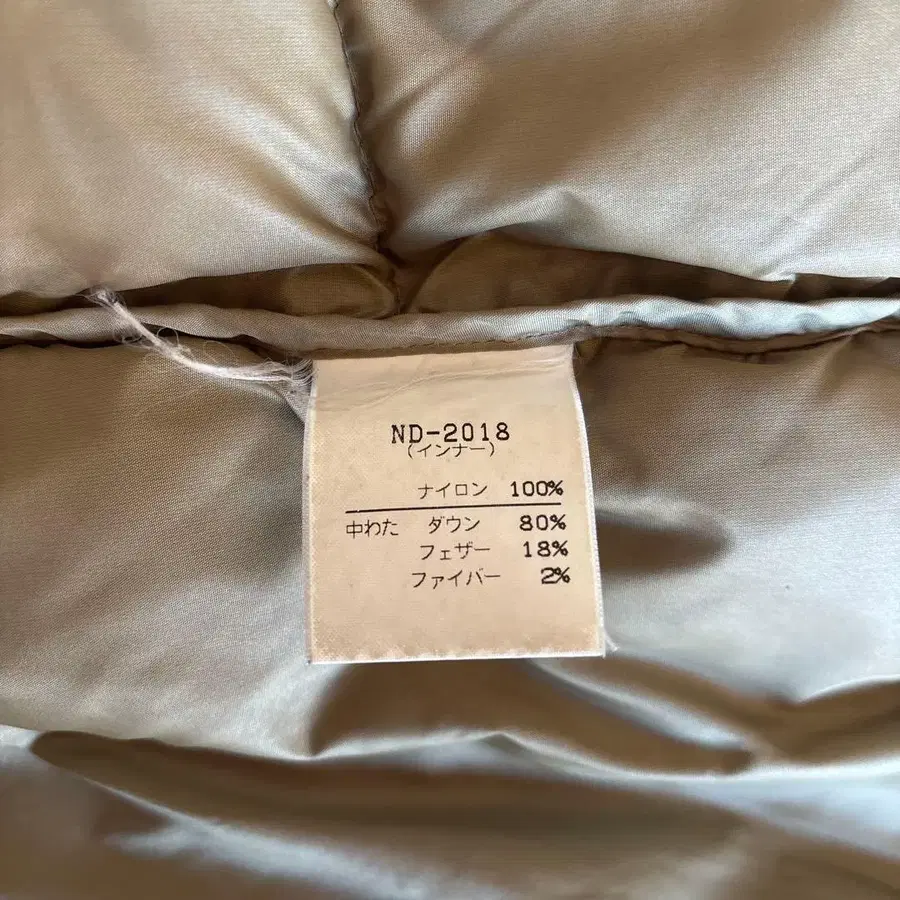 ND-2018
(インナー)
ナイロン 100%
中わた ダウン 80%
フェザー 18%
ファイバー 2%